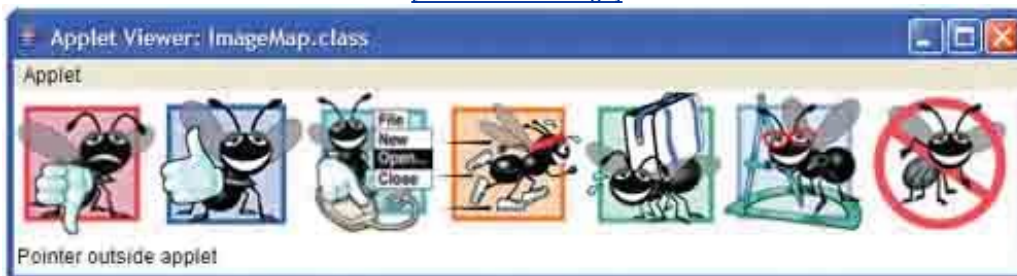 Applet Viewer: ImageMap.class
Applet
File
New
Open...
Close
Pointer outside applet